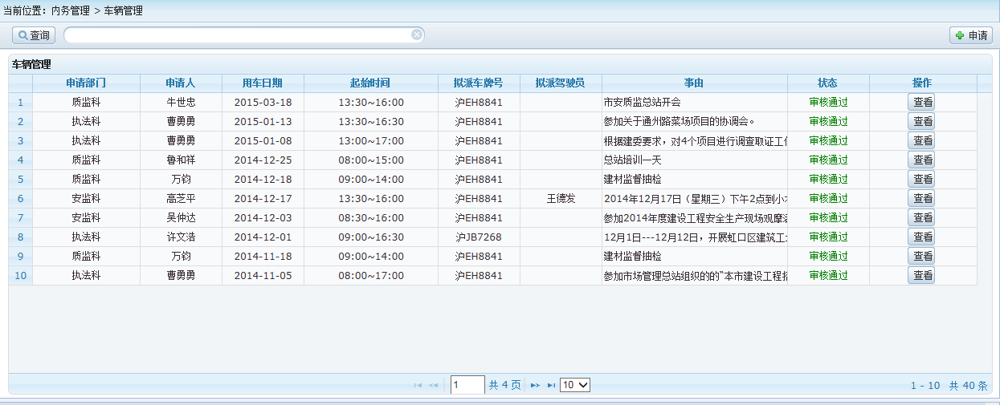 当前位置：内务管理 > 车辆管理
查询 申请
车辆管理
申请部门 申请人 用车日期 起始时间 拟派车牌号 拟派驾驶员 事由 状态 操作
1 质监科 牛世忠 2015-03-18 13:30~16:00 沪EH8841 市安质监总站开会 审核通过 查看
2 执法科 曹勇勇 2015-01-13 13:30~16:30 沪EH8841 参加关于通州路菜场项目的协调会。 审核通过 查看
3 执法科 曹勇勇 2015-01-08 13:00~17:00 沪EH8841 根据建委要求，对4个项目进行调查取证工作 审核通过 查看
4 质监科 鲁和祥 2014-12-25 08:00~15:00 沪EH8841 总站培训一天 审核通过 查看
5 质监科 万钧 2014-12-18 09:00~14:00 沪EH8841 建材监督抽检 审核通过 查看
6 安监科 高芝平 2014-12-17 13:30~16:00 沪EH8841 王德发 2014年12月17日（星期三）下午2点到小 审核通过 查看
7 安监科 吴仲达 2014-12-03 08:30~16:00 沪EH8841 参加2014年度建设工程安全生产现场观摩 审核通过 查看
8 执法科 许文浩 2014-12-01 09:00~16:30 沪JB7268 12月1日---12月12日，开展虹口区建筑工 审核通过 查看
9 质监科 万钧 2014-11-18 09:00~14:00 沪EH8841 建材监督抽检 审核通过 查看
10 执法科 曹勇勇 2014-11-05 08:00~17:00 沪EH8841 参加市场管理总站组织的的“本市建设工程 审核通过 查看
1 共 4 页 10 1 - 10 共 40 条